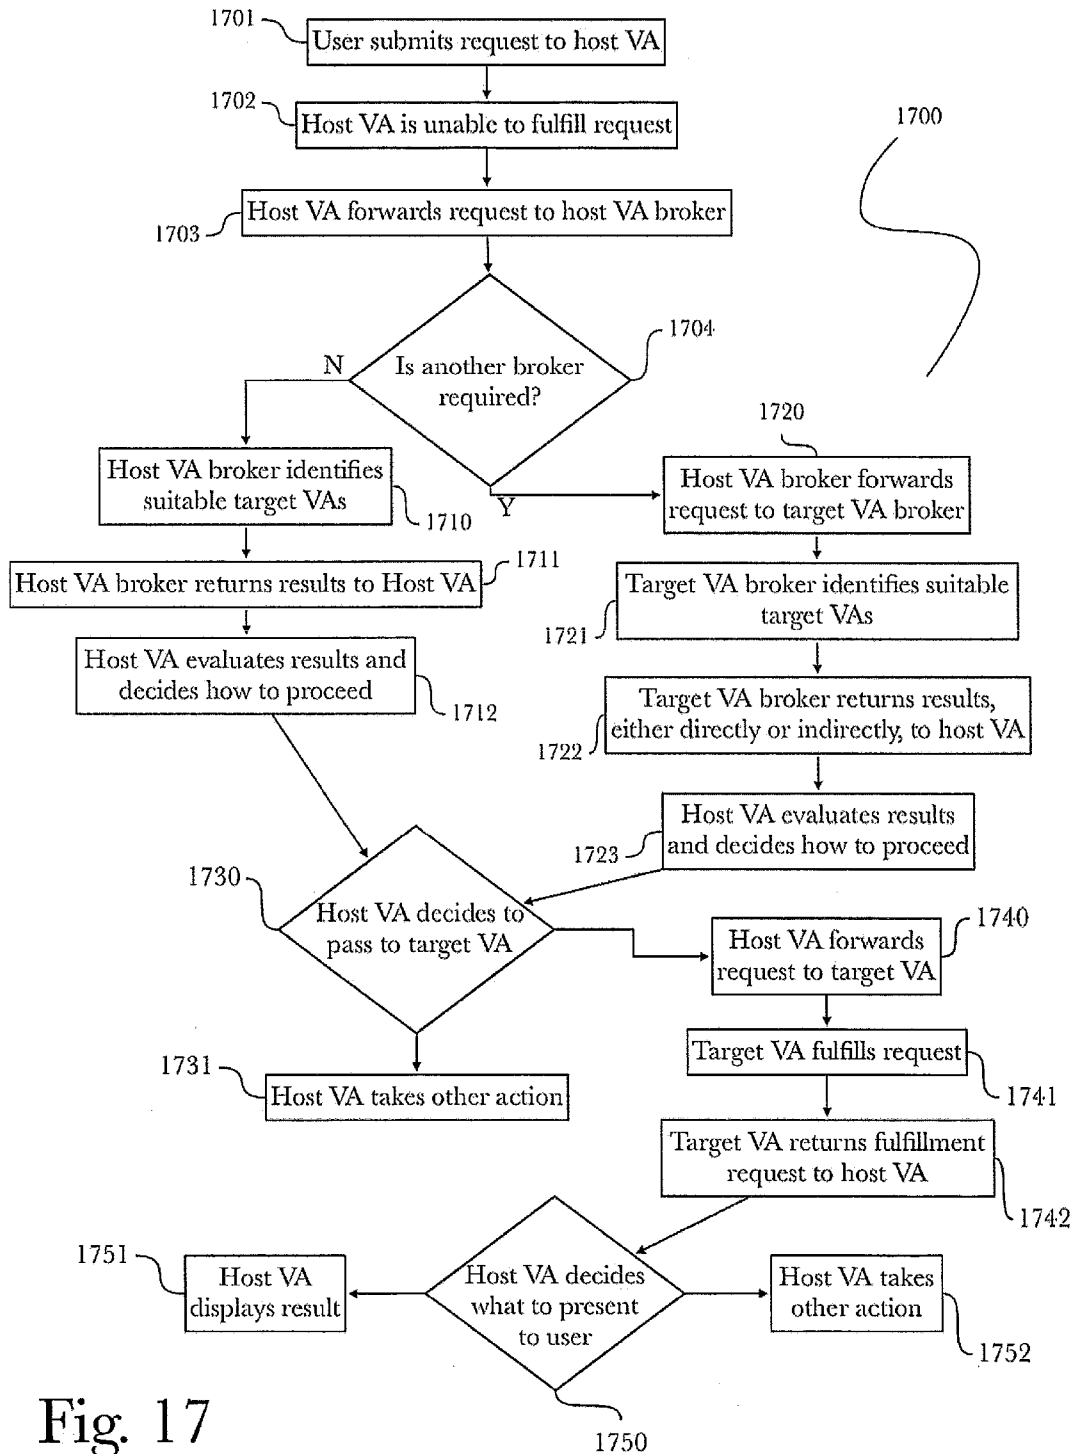 1701
User submits request to host VA
1702
Host VA is unable to fulfill request
1700
Host VA forwards request to host VA broker
1703
1704
Is another broker
required?
N
Y
1720
Host VA broker identifies
suitable target VAs
1710
Host VA broker forwards
request to target VA broker
1711
Host VA broker returns results to Host VA
Target VA broker identifies suitable
target VAs
1721
Host VA evaluates results and
decides how to proceed
1712
Target VA broker returns results,
either directly or indirectly, to host VA
1722
Host VA evaluates results
and decides how to proceed
1723
1730
Host VA decides to
pass to target VA
1740
Host VA forwards
request to target VA
1731
Host VA takes other action
Target VA fulfills request
1741
Target VA returns fulfillment
request to host VA
1742
1751
Host VA
displays result
Host VA decides
what to present
to user
Host VA takes
other action
1752
1750
Fig. 17